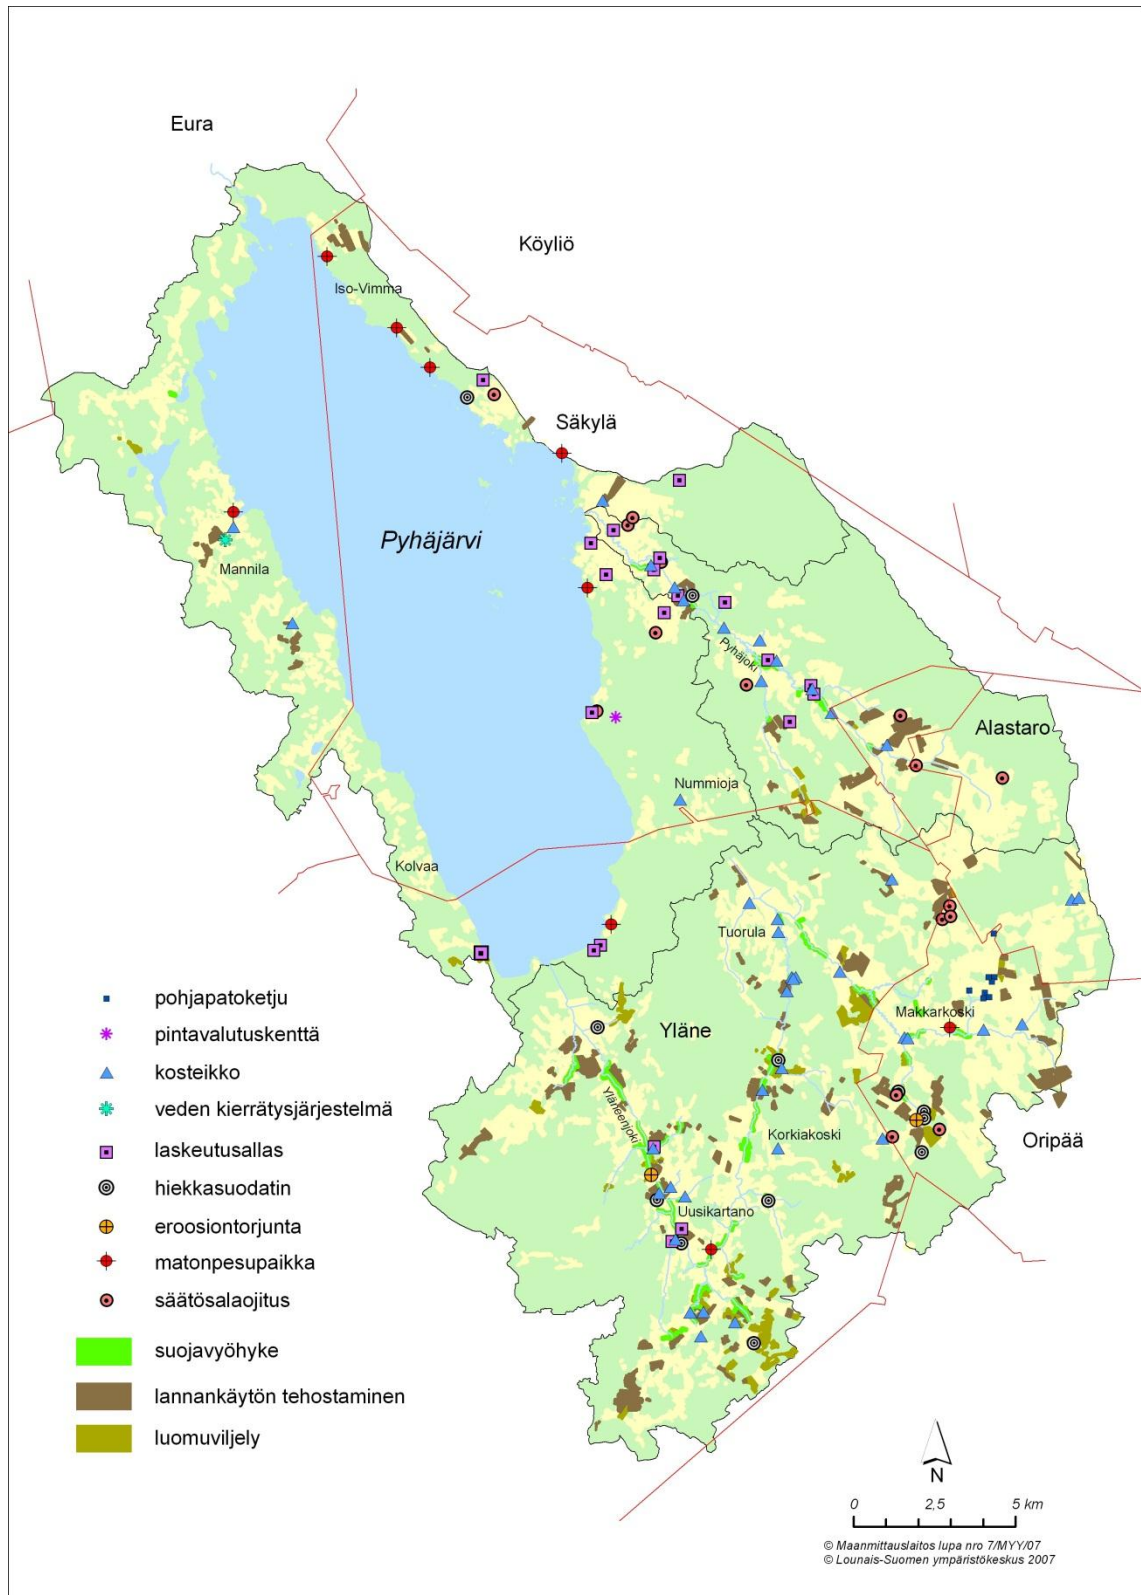 Eura
Köyliö
Iso-Vimma
Säkylä
Pyhäjärvi
Mannila
Pyhäjoki
Alastaro
Nummioja
Kolvaa
Tuorula
Makkarkoski
Yläne
Yläneenjoki
Korkiakoski
Oripää
Uusikartano
pohjapatoketju
pintavalutuskenttä
kosteikko
veden kierrätysjärjestelmä
laskeutusallas
hiekkasuodatin
eroosiontorjunta
matonpesupaikka
säätösalaojitus
suojavyöhyke
lannankäytön tehostaminen
luomuviljely
N
0 2,5 5 km
© Maanmittauslaitos lupa nro 7/MYY/07
© Lounais-Suomen ympäristökeskus 2007